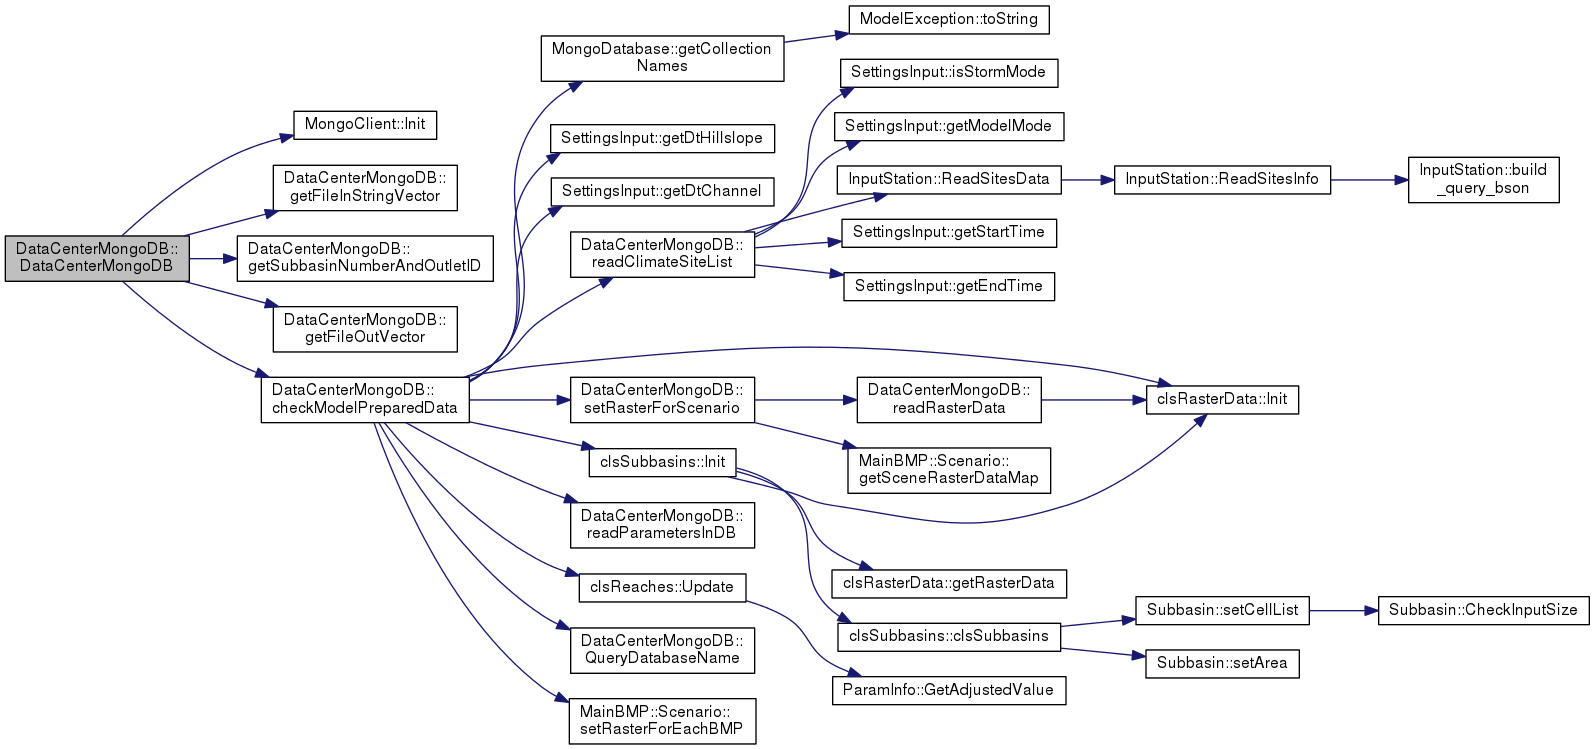 DataCenterMongoDB::
DataCenterMongoDB
MongoClient::Init
DataCenterMongoDB::
getFileInStringVector
DataCenterMongoDB::
getSubbasinNumberAndOutletID
DataCenterMongoDB::
getFileOutVector
DataCenterMongoDB::
checkModelPreparedData
MongoDatabase::getCollection
Names
SettingsInput::getDtHillslope
SettingsInput::getDtChannel
DataCenterMongoDB::
readClimateSiteList
DataCenterMongoDB::
setRasterForScenario
clsSubbasins::Init
DataCenterMongoDB::
readParametersInDB
clsReaches::Update
DataCenterMongoDB::
QueryDatabaseName
MainBMP::Scenario::
setRasterForEachBMP
ModelException::toString
SettingsInput::isStormMode
SettingsInput::getModelMode
InputStation::ReadSitesData
SettingsInput::getStartTime
SettingsInput::getEndTime
DataCenterMongoDB::
readRasterData
MainBMP::Scenario::
getSceneRasterDataMap
clsRasterData::getRasterData
clsSubbasins::clsSubbasins
ParamInfo::GetAdjustedValue
InputStation::ReadSitesInfo
clsRasterData::Init
Subbasin::setCellList
Subbasin::setArea
InputStation::build
_query_bson
Subbasin::CheckInputSize